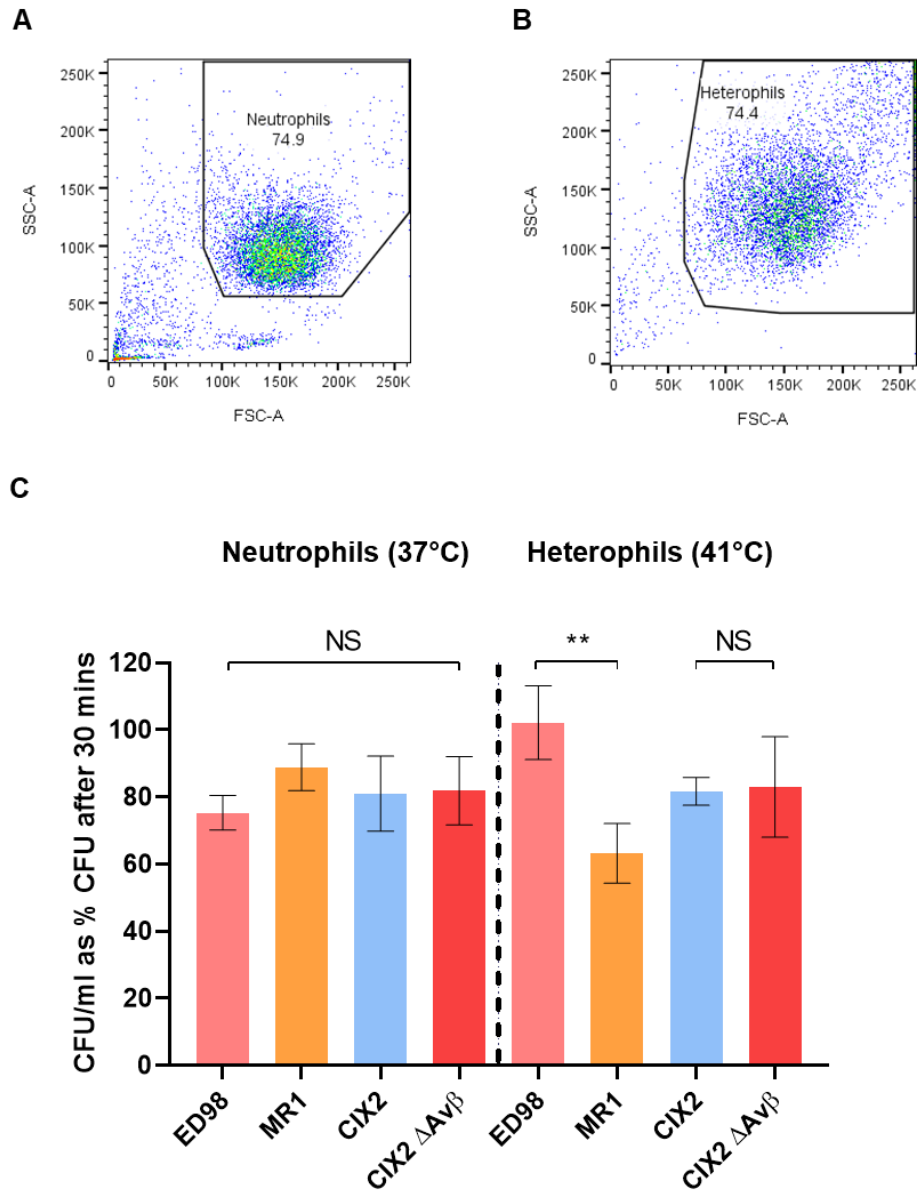 A
B
250K
200K
150K
100K
50K
0
SSC-A
Neutrophils
74.9
0
50K
100K
150K
200K
250K
FSC-A
250K
200K
150K
100K
50K
0
SSC-A
Heterophils
74.4
0
50K
100K
150K
200K
250K
FSC-A
C
Neutrophils (37°C)
Heterophils (41°C)
NS
**
NS
CFU/ml as % CFU after 30 mins
120
100
80
60
40
20
0
ED98
MR1
CIX2
CIX2 ΔAvβ
ED98
MR1
CIX2
CIX2 ΔAvβ